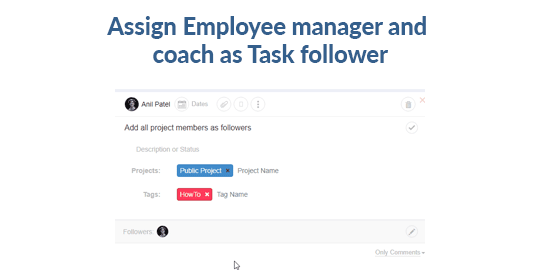 Assign Employee manager and
coach as Task follower
Anil Patel Dates
Add all project members as followers
Description or Status
Projects: Public Project × Project Name
Tags: HowTo × Tag Name
Followers:
Only Comments